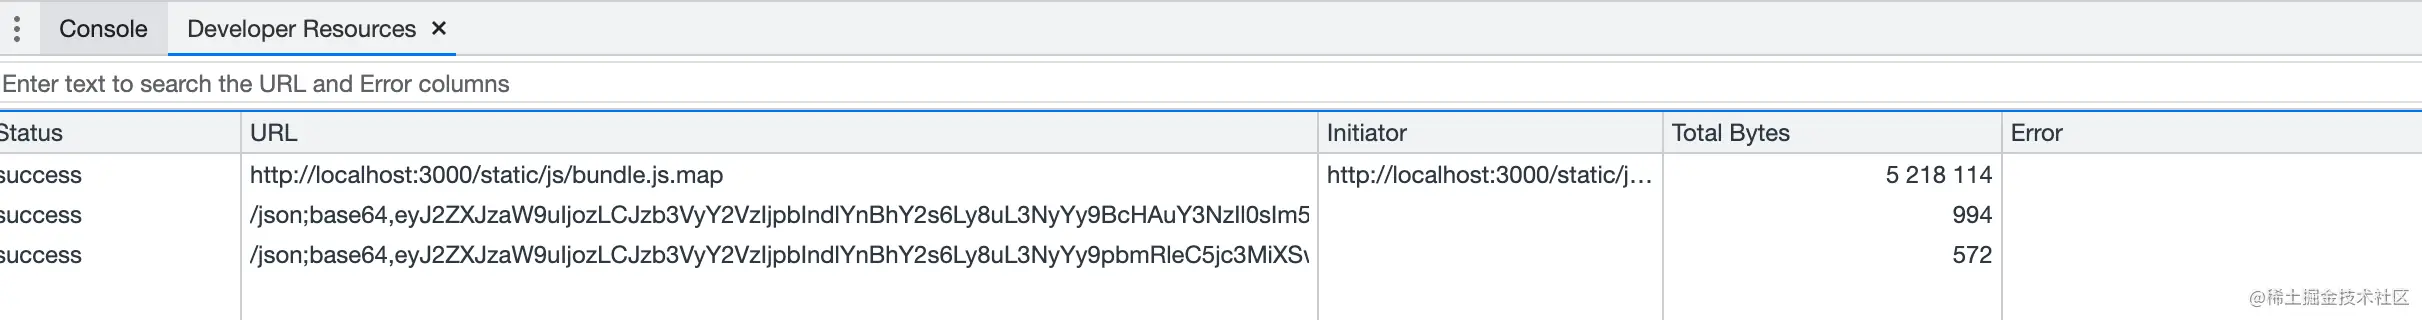 Console Developer Resources ×
Enter text to search the URL and Error columns
Status URL Initiator Total Bytes Error
success http://localhost:3000/static/js/bundle.js.map http://localhost:3000/static/j... 5 218 114
success /json;base64,eyJ2ZXJzaW9uIjozLCJzb3VyY2VzIjpbIndlYnBhY2s6Ly8uL3NyYy9BcHAuY3NzIl0sIm5 994
success /json;base64,eyJ2ZXJzaW9uIjozLCJzb3VyY2VzIjpbIndlYnBhY2s6Ly8uL3NyYy9pbmRleC5jc3MiXSw 572
@稀土掘金技术社区